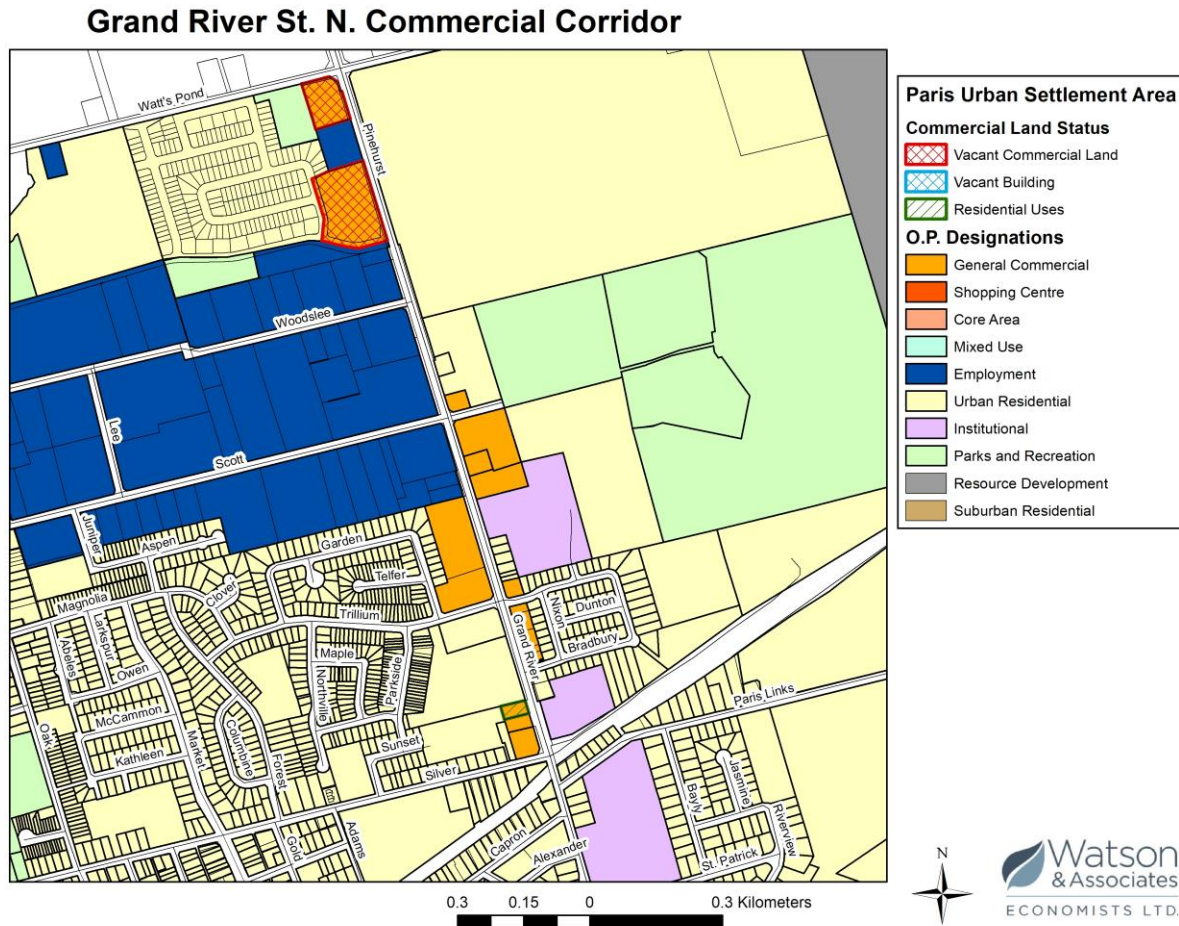 Grand River St. N. Commercial Corridor
Watt's Pond
Pinehurst
Woodslee
Lee
Scott
Juniper
Aspen
Garden
Telfer
Clover
Magnolia
Trillium
Larkspur
Abeles
Owen
Maple
Northville
Parkside
McCammon
Oak
Market
Kathleen
Columbine
Forest
Sunset
Silver
Gold
Adams
Grand River
Nixon
Dunton
Bradbury
Paris Links
Capron
Alexander
Bayly
Jasmine
Riverview
St. Patrick
Paris Urban Settlement Area
Commercial Land Status
Vacant Commercial Land
Vacant Building
Residential Uses
O.P. Designations
General Commercial
Shopping Centre
Core Area
Mixed Use
Employment
Urban Residential
Institutional
Parks and Recreation
Resource Development
Suburban Residential
0.3 0.15 0 0.3 Kilometers
N
Watson
& Associates
ECONOMISTS LTD.